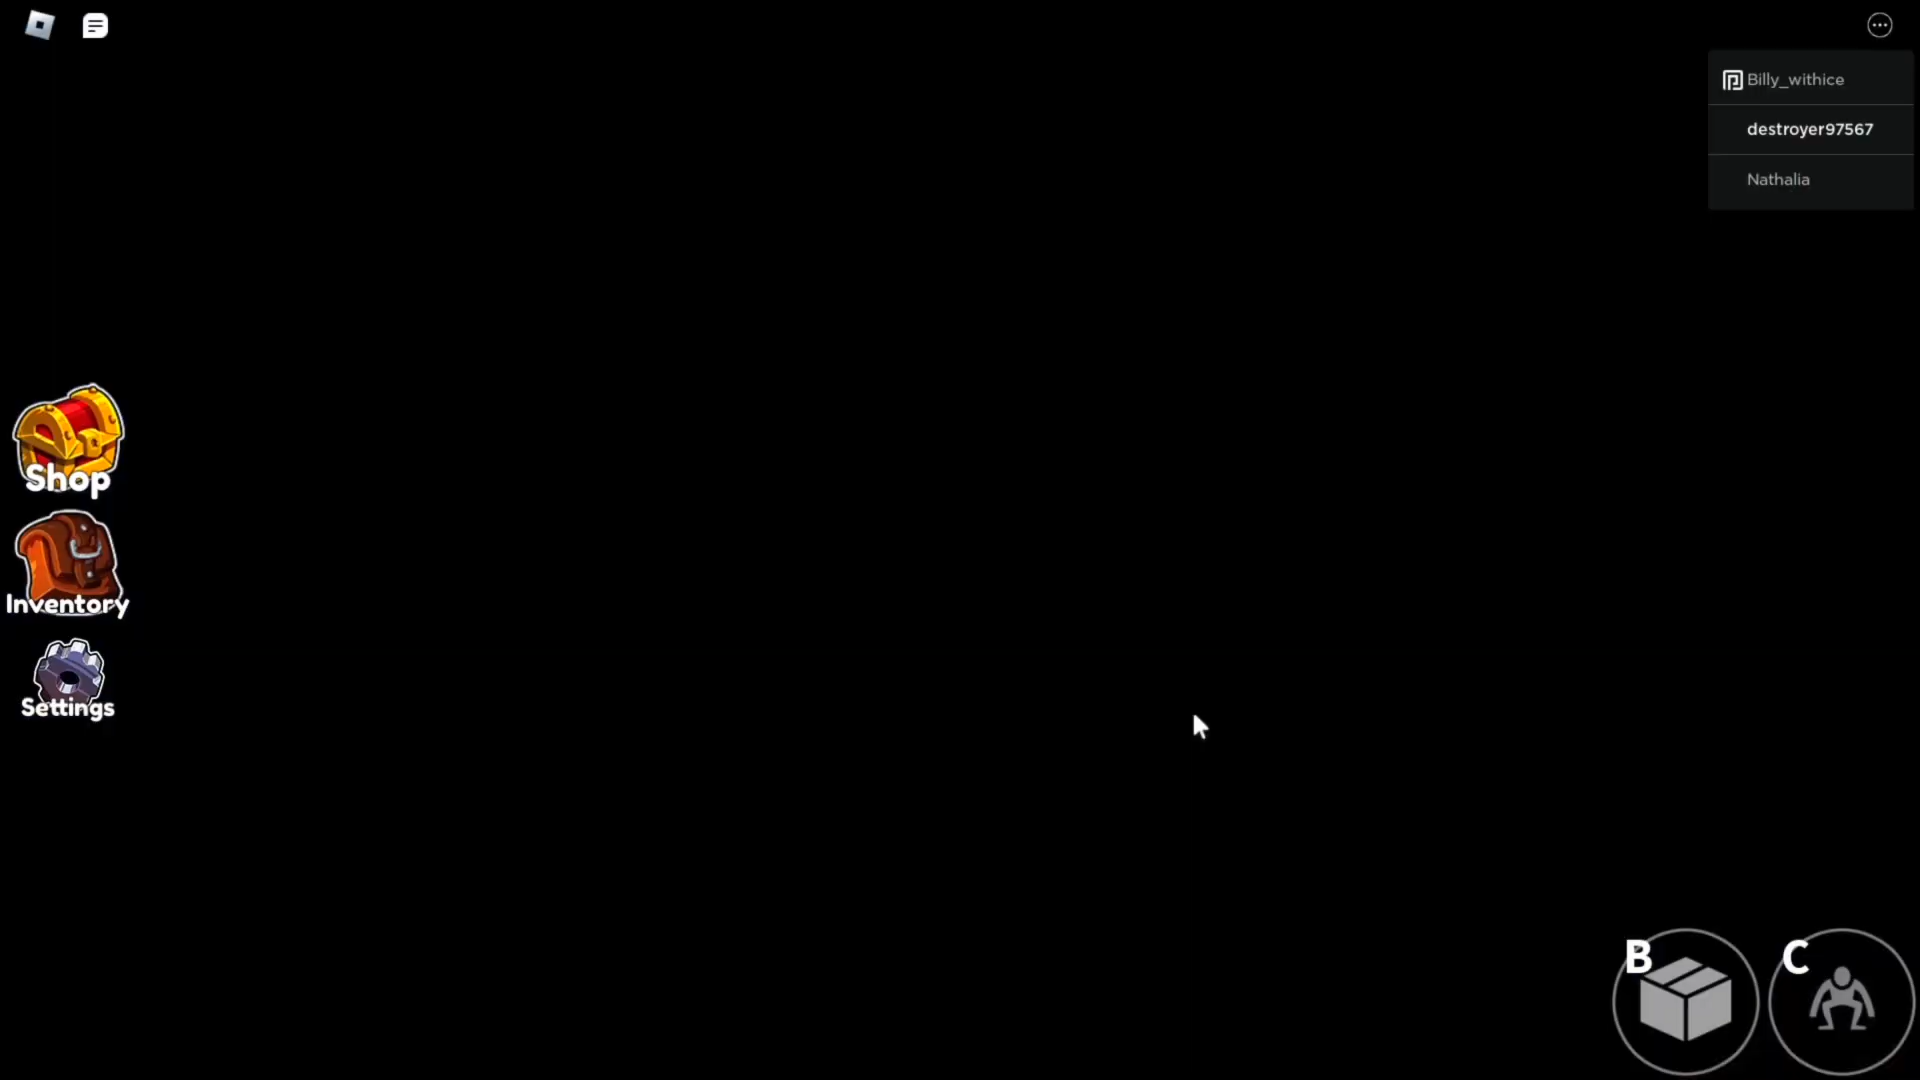 Billy_withice
destroyer97567
Nathalia
Shop
Inventory
Settings
B
C